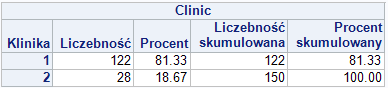 Clinic
Klinika Liczebność Procent Liczebność skumulowana Procent skumulowany
1 122 81.33 122 81.33
2 28 18.67 150 100.00